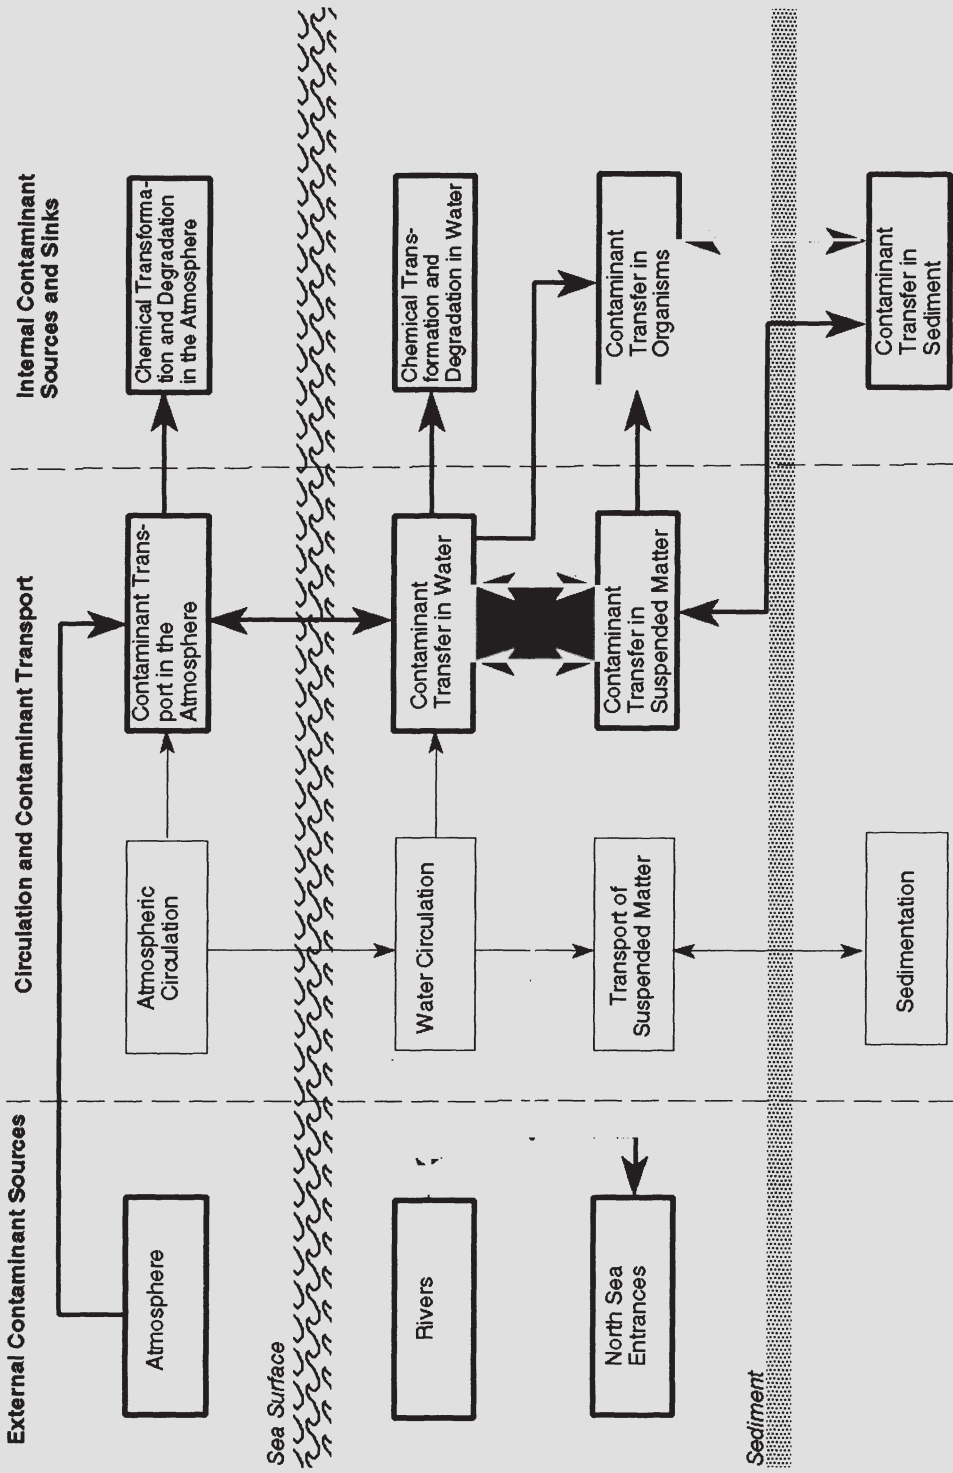 External Contaminant Sources
Circulation and Contaminant Transport
Internal Contaminant
Sources and Sinks
Atmosphere
Atmospheric
Circulation
Contaminant Trans-
port in the
Atmosphere
Chemical Transforma-
tion and Degradation
in the Atmosphere
Sea Surface
Rivers
Water Circulation
Contaminant
Transfer in Water
Chemical Trans-
formation and
Degradation in Water
North Sea
Entrances
Transport of
Suspended Matter
Contaminant
Transfer in
Suspended Matter
Contaminant
Transfer in
Organisms
Sediment
Sedimentation
Contaminant
Transfer in
Sediment